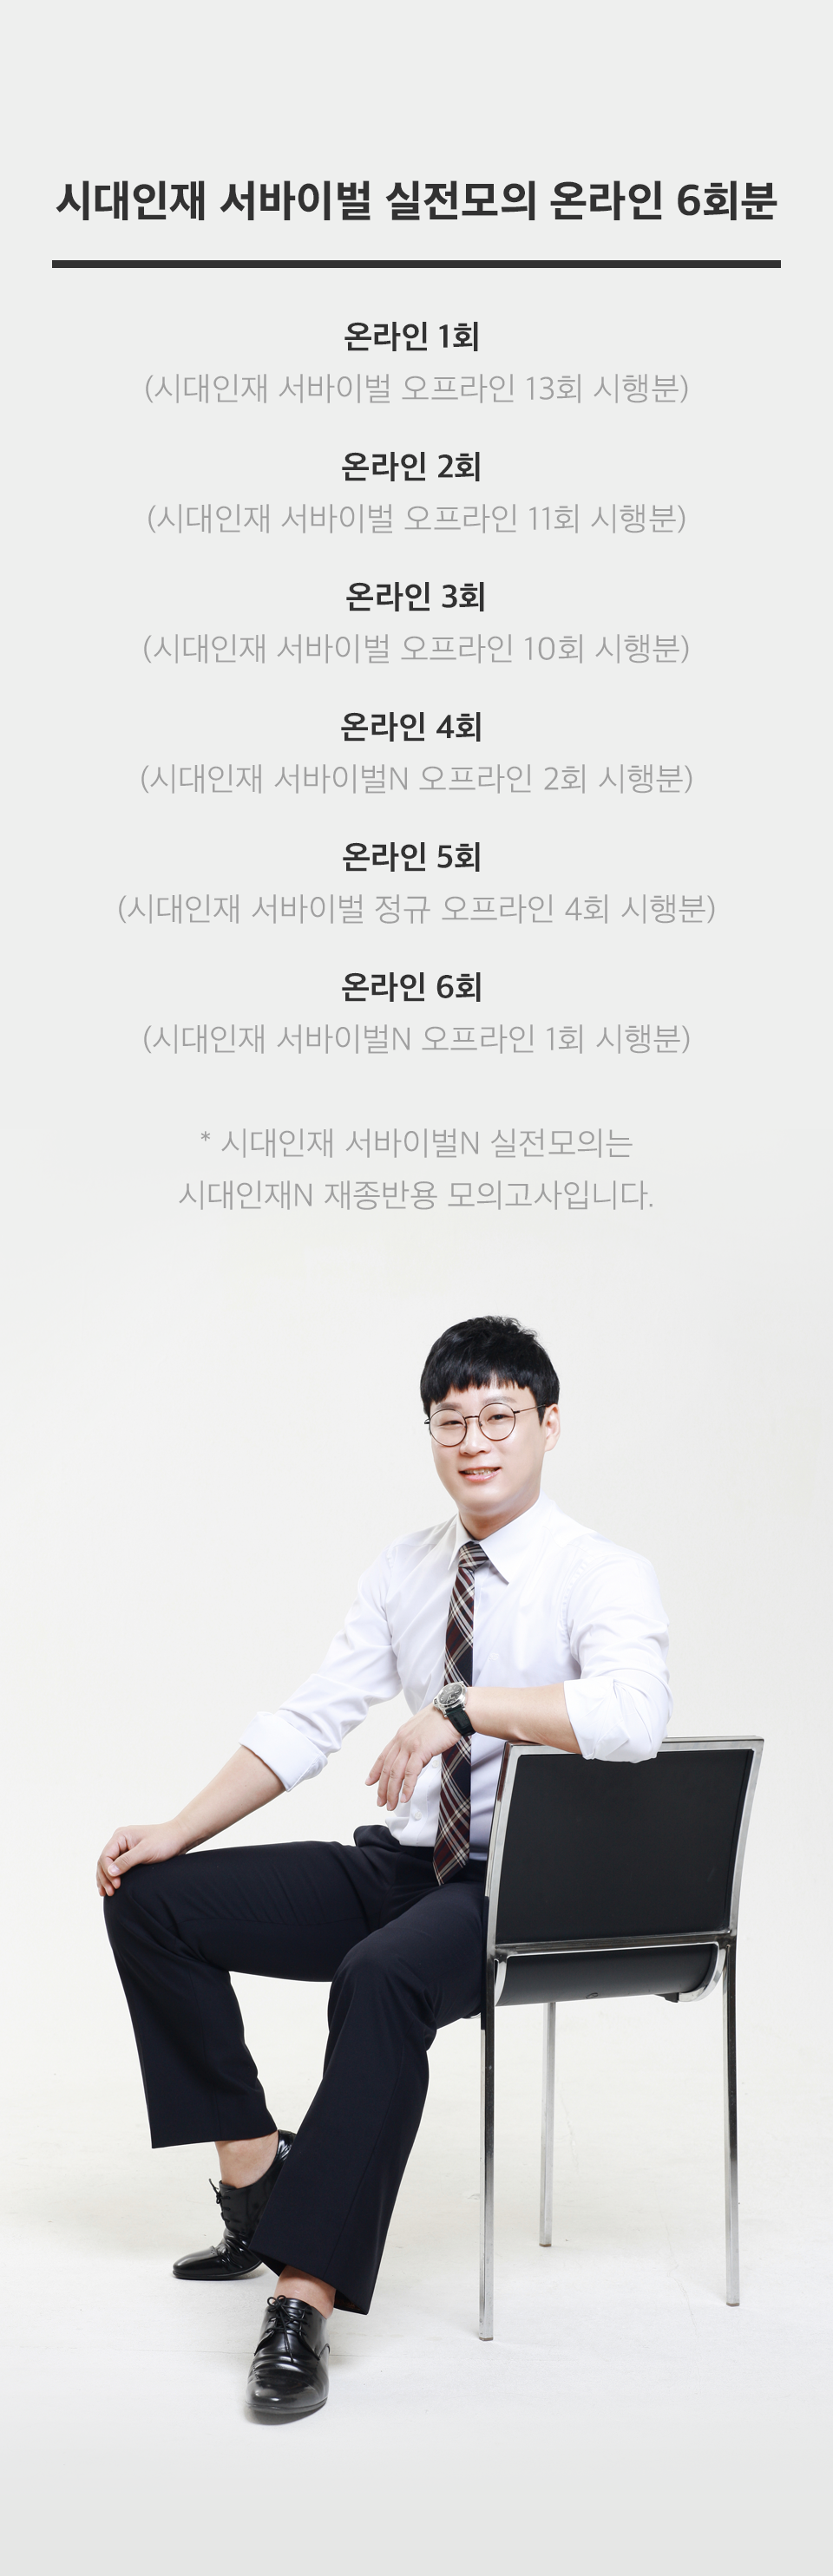 시대인재 서바이벌 실전모의 온라인 6회분
온라인 1회
(시대인재 서바이벌 오프라인 13회 시행분)
온라인 2회
(시대인재 서바이벌 오프라인 11회 시행분)
온라인 3회
(시대인재 서바이벌 오프라인 10회 시행분)
온라인 4회
(시대인재 서바이벌N 오프라인 2회 시행분)
온라인 5회
(시대인재 서바이벌 정규 오프라인 4회 시행분)
온라인 6회
(시대인재 서바이벌N 오프라인 1회 시행분)
* 시대인재 서바이벌N 실전모의는
시대인재N 재종반용 모의고사입니다.